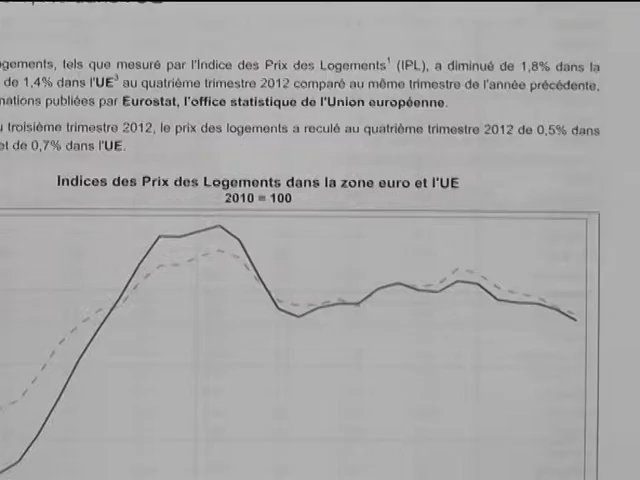 ogements, tels que mesuré par l'Indice des Prix des Logements¹ (IPL), a diminué de 1,8% dans la
de 1,4% dans l'UE³ au quatrième trimestre 2012 comparé au même trimestre de l'année précédente,
mations publiées par Eurostat, l'office statistique de l'Union européenne.
u troisième trimestre 2012, le prix des logements a reculé au quatrième trimestre 2012 de 0,5% dans
et de 0,7% dans l'UE.
Indices des Prix des Logements dans la zone euro et l'UE
2010 = 100